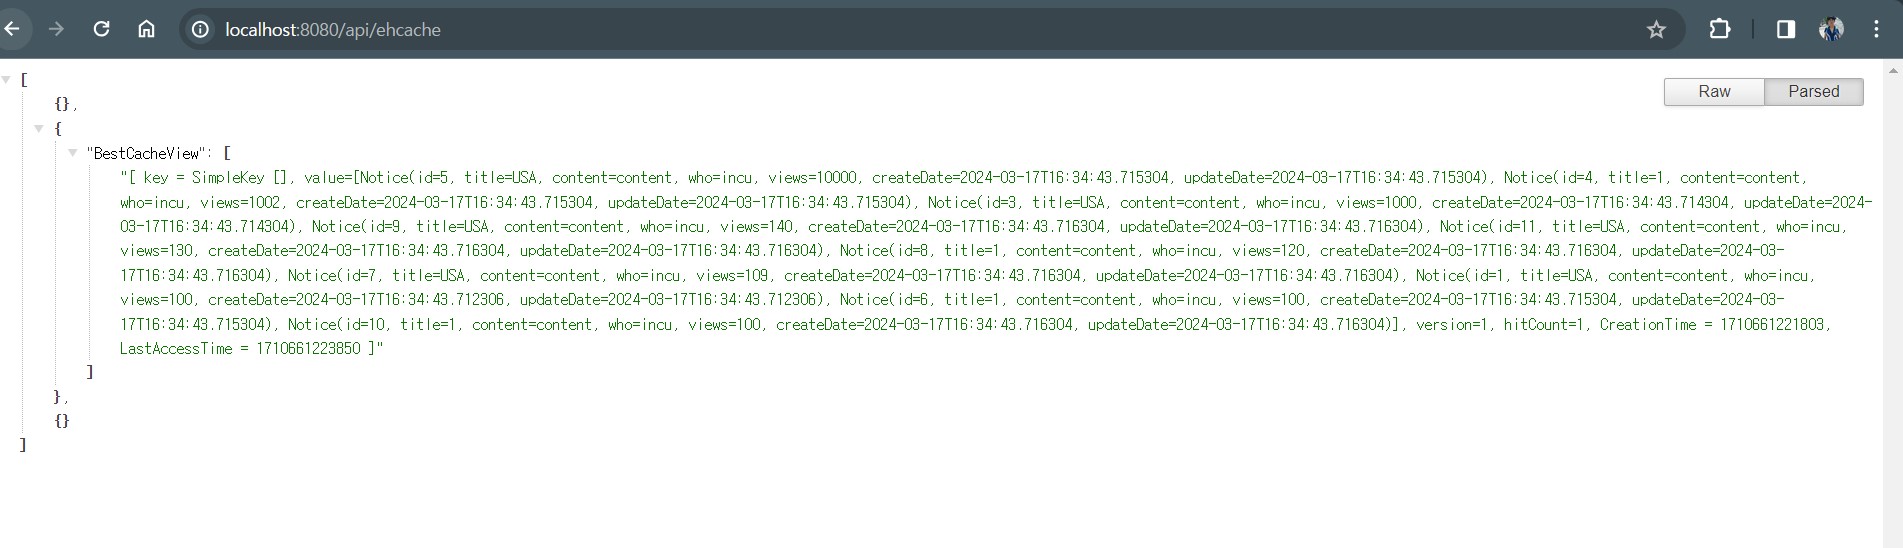 localhost:8080/api/ehcache
Raw
Parsed
[
{},
{
"BestCacheView": [
"[ key = SimpleKey [], value=[Notice(id=5, title=USA, content=content, who=incu, views=10000, createDate=2024-03-17T16:34:43.715304, updateDate=2024-03-17T16:34:43.715304), Notice(id=4, title=1, content=content,
who=incu, views=1002, createDate=2024-03-17T16:34:43.715304, updateDate=2024-03-17T16:34:43.715304), Notice(id=3, title=USA, content=content, who=incu, views=1000, createDate=2024-03-17T16:34:43.714304, updateDate=2024-
03-17T16:34:43.714304), Notice(id=9, title=USA, content=content, who=incu, views=140, createDate=2024-03-17T16:34:43.716304, updateDate=2024-03-17T16:34:43.716304), Notice(id=11, title=USA, content=content, who=incu,
views=130, createDate=2024-03-17T16:34:43.716304, updateDate=2024-03-17T16:34:43.716304), Notice(id=8, title=1, content=content, who=incu, views=120, createDate=2024-03-17T16:34:43.716304, updateDate=2024-03-
17T16:34:43.716304), Notice(id=7, title=USA, content=content, who=incu, views=109, createDate=2024-03-17T16:34:43.716304, updateDate=2024-03-17T16:34:43.716304), Notice(id=1, title=USA, content=content, who=incu,
views=100, createDate=2024-03-17T16:34:43.712306, updateDate=2024-03-17T16:34:43.712306), Notice(id=6, title=1, content=content, who=incu, views=100, createDate=2024-03-17T16:34:43.715304, updateDate=2024-03-
17T16:34:43.715304), Notice(id=10, title=1, content=content, who=incu, views=100, createDate=2024-03-17T16:34:43.716304, updateDate=2024-03-17T16:34:43.716304)], version=1, hitCount=1, CreationTime = 1710661221803,
LastAccessTime = 1710661223850 ]"
]
},
{}
]